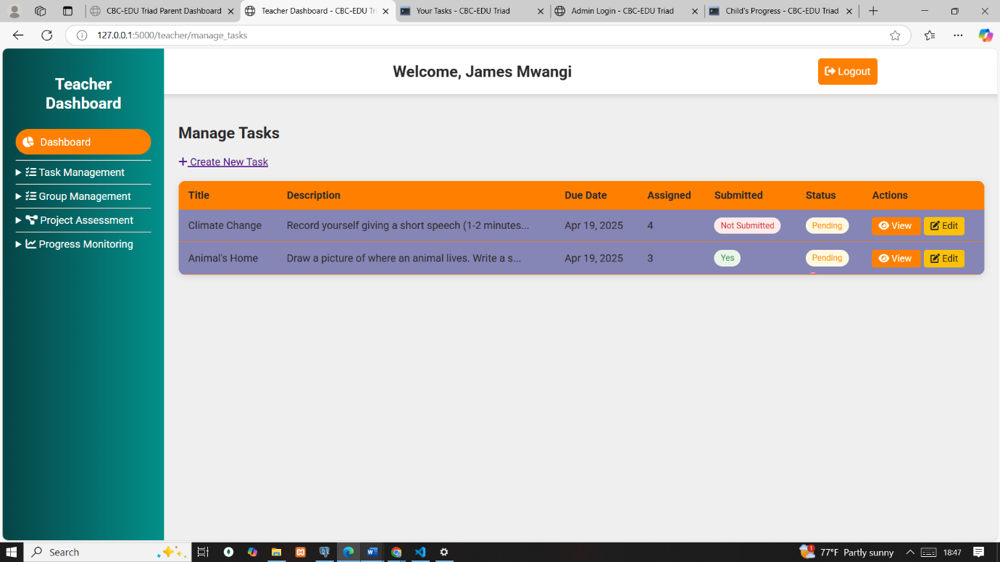 CBC-EDU Triad Parent Dashboard
Teacher Dashboard - CBC-EDU Tri
Your Tasks - CBC-EDU Triad
Admin Login - CBC-EDU Triad
Child's Progress - CBC-EDU Triad
127.0.0.1:5000/teacher/manage_tasks
Teacher
Dashboard
Dashboard
Task Management
Group Management
Project Assessment
Progress Monitoring
Welcome, James Mwangi
Logout
Manage Tasks
+ Create New Task
Title Description Due Date Assigned Submitted Status Actions
Climate Change Record yourself giving a short speech (1-2 minutes... Apr 19, 2025 4 Not Submitted Pending View Edit
Animal's Home Draw a picture of where an animal lives. Write a s... Apr 19, 2025 3 Yes Pending View Edit
Search
1
77°F Partly sunny
18:47